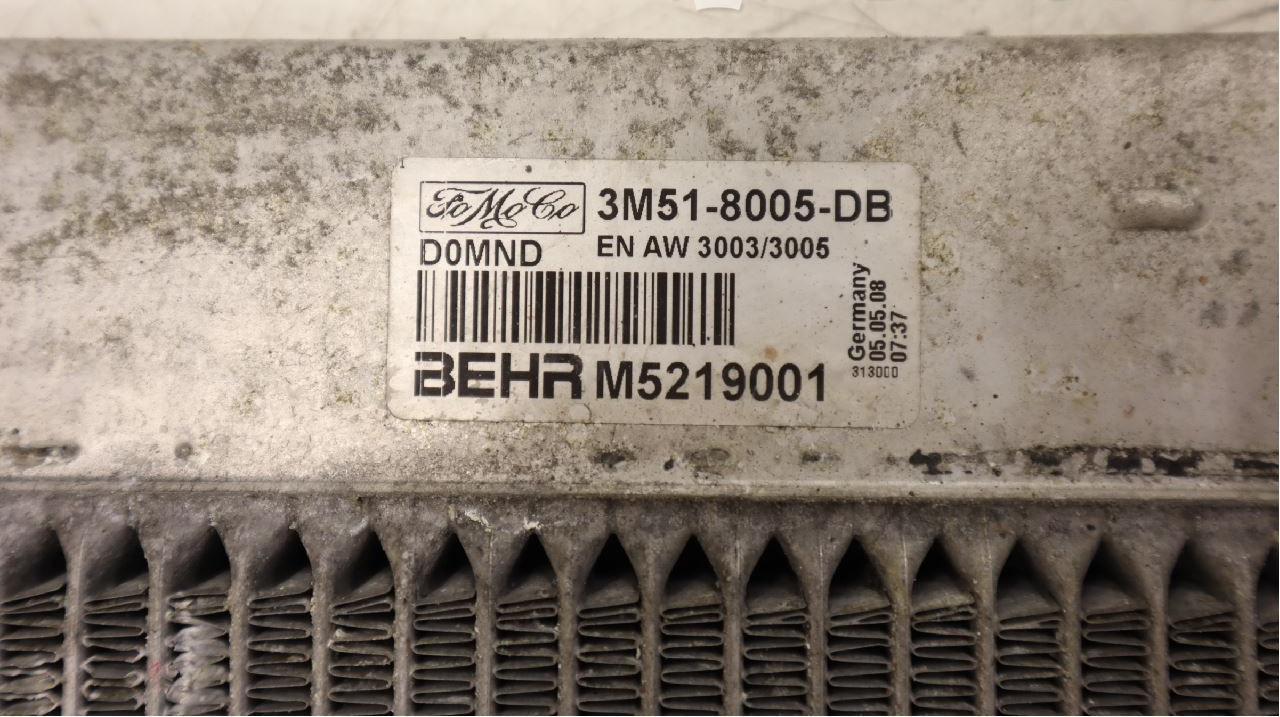 FoMoCo 3M51-8005-DB
D0MND EN AW 3003/3005
BEHR M5219001
Germany
05.05.08
07:37
313000